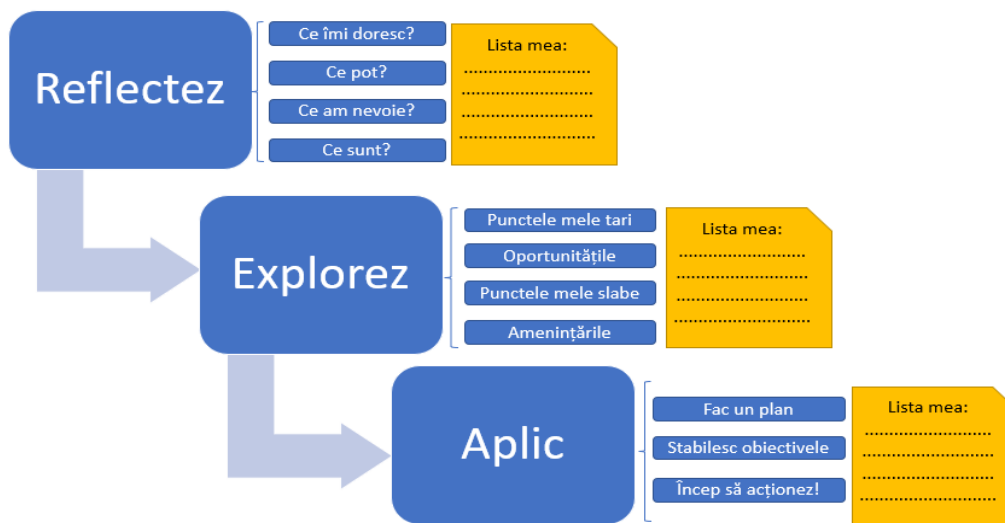 Reflectez
Ce îmi doresc?
Ce pot?
Ce am nevoie?
Ce sunt?
Lista mea:
............................
.............................
.............................
.............................
Explorez
Punctele mele tari
Oportunitățile
Punctele mele slabe
Amenințările
Lista mea:
............................
.............................
.............................
.............................
Aplic
Fac un plan
Stabilesc obiectivele
Încep să acționez!
Lista mea:
............................
.............................
.............................
.............................